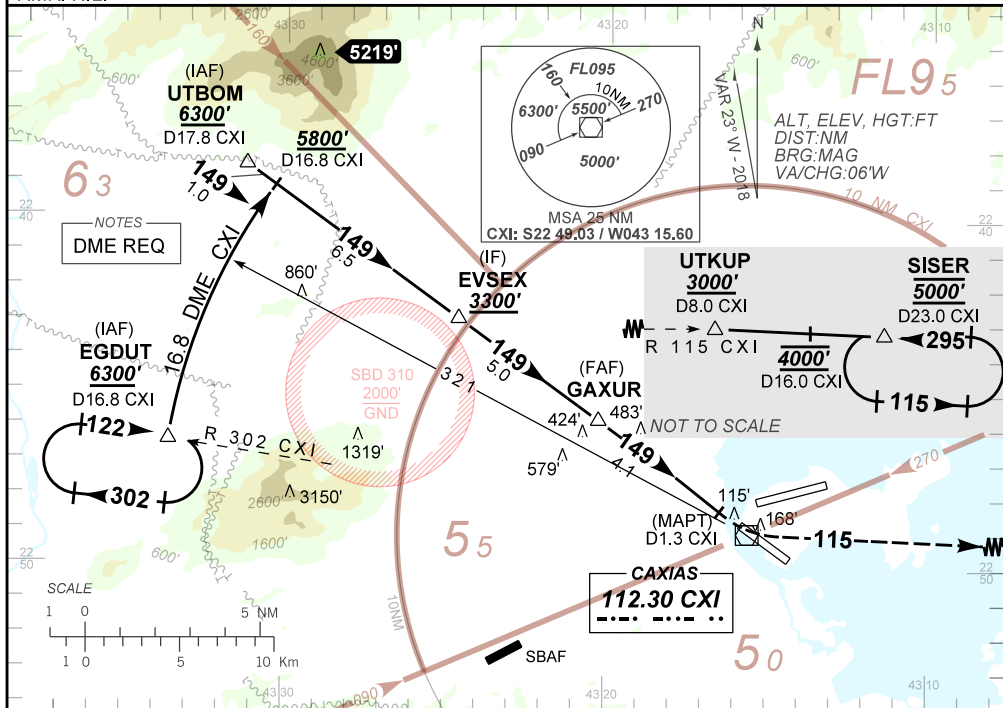 43 30
43 20
43 10
3600'
160
4600'
5219'
3600'
600'
600'
(IAF)
UTBOM
6300'
D17.8 CXI
5800'
D16.8 CXI
FL095
160
10NM
6300'
5500'
270
090
5000'
MSA 25 NM
CXI: S22 49.03 / W043 15.60
N
VAR 23° W - 2018
FL95
ALT, ELEV, HGT:FT
DIST:NM
BRG:MAG
VA/CHG:06'W
63
149
1.0
22
40
22
40
NOTES
DME REQ
16.8 DME CXI
149
6.5
10 NM CXI
860'
(IF)
EVSEX
3300'
UTKUP
3000'
D8.0 CXI
SISER
5000'
D23.0 CXI
R 115 CXI
295
4000'
D16.0 CXI
115
NOT TO SCALE
(IAF)
EGDUT
6300'
D16.8 CXI
SBD 310
2000'
GND
321
149
5.0
(FAF)
GAXUR
122
R 302 CXI
302
1319'
3150'
2600'
1600'
424'
483'
579'
149
4.1
270
115'
168'
(MAPT)
D1.3 CXI
115
55
22
50
22
50
CAXIAS
112.30 CXI
SCALE
1 0 5 NM
1 0 5 10 Km
10NM
SBAF
50
090
43 30
43 20
43 10